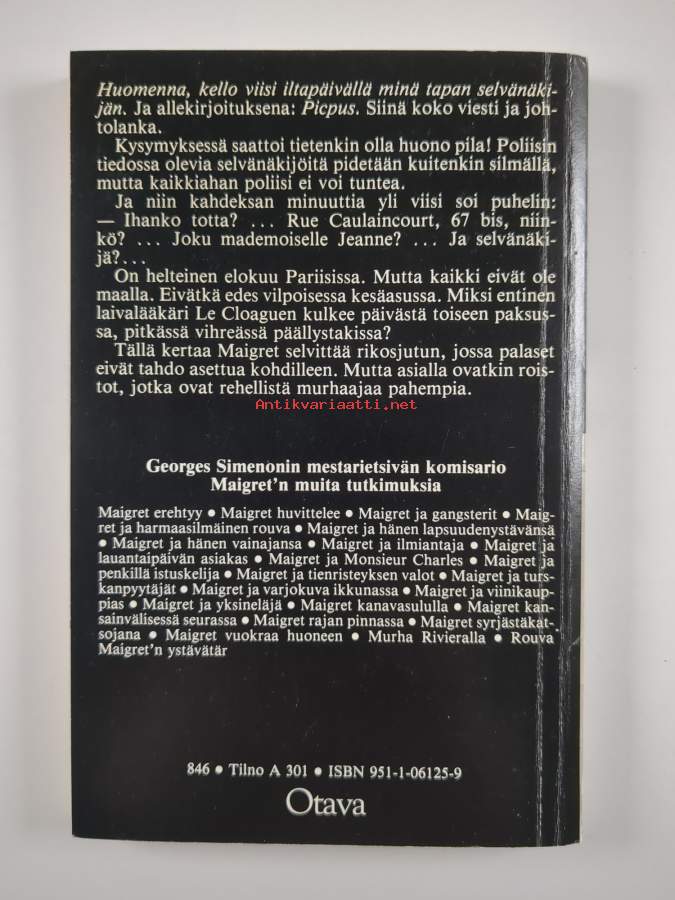 Huomenna, kello viisi iltapäivällä minä tapan selvänäki-
jän. Ja allekirjoituksena: Picpus. Siinä koko viesti ja joh-
tolanka.
Kysymyksessä saattoi tietenkin olla huono pila! Poliisin
tiedossa olevia selvänäkijöitä pidetään kuitenkin silmällä,
mutta kaikkiahan poliisi ei voi tuntea.
Ja niin kahdeksan minuuttia yli viisi soi puhelin:
— Ihanko totta? ... Rue Caulaincourt, 67 bis, niin-
kö? ... Joku mademoiselle Jeanne? ... Ja selvänäki-
jä?...
On helteinen elokuu Pariisissa. Mutta kaikki eivät ole
maalla. Eivätkä edes vilpoisessa kesäasussa. Miksi entinen
laivalääkäri Le Cloaguen kulkee päivästä toiseen paksus-
sa, pitkässä vihreässä päällystakissa?
Tällä kertaa Maigret selvittää rikosjutun, jossa palaset
eivät tahdo asettua kohdilleen. Mutta asialla ovatkin rois-
tot, jotka ovat rehellistä murhaajaa pahempia.
Antikvariaatti.net
Georges Simenonin mestarietsivän komisario
Maigret'n muita tutkimuksia
Maigret erehtyy • Maigret huvittelee • Maigret ja gangsterit • Maig-
ret ja harmaasilmäinen rouva • Maigret ja hänen lapsuudenystävänsä
• Maigret ja hänen vainajansa • Maigret ja ilmiantaja • Maigret ja
lauantaipäivän asiakas • Maigret ja Monsieur Charles • Maigret ja
penkillä istuskelija • Maigret ja tienristeyksen valot • Maigret ja turs-
kanpyytäjät • Maigret ja varjokuva ikkunassa • Maigret ja viinikaup-
pias • Maigret ja yksineläjä • Maigret kanavasululla • Maigret kan-
sainvälisessä seurassa • Maigret rajan pinnassa • Maigret syrjästäkat-
sojana • Maigret vuokraa huoneen • Murha Rivieralla • Rouva
Maigret'n ystävätär
846 • Tilno A 301 • ISBN 951-1-06125-9
Otava